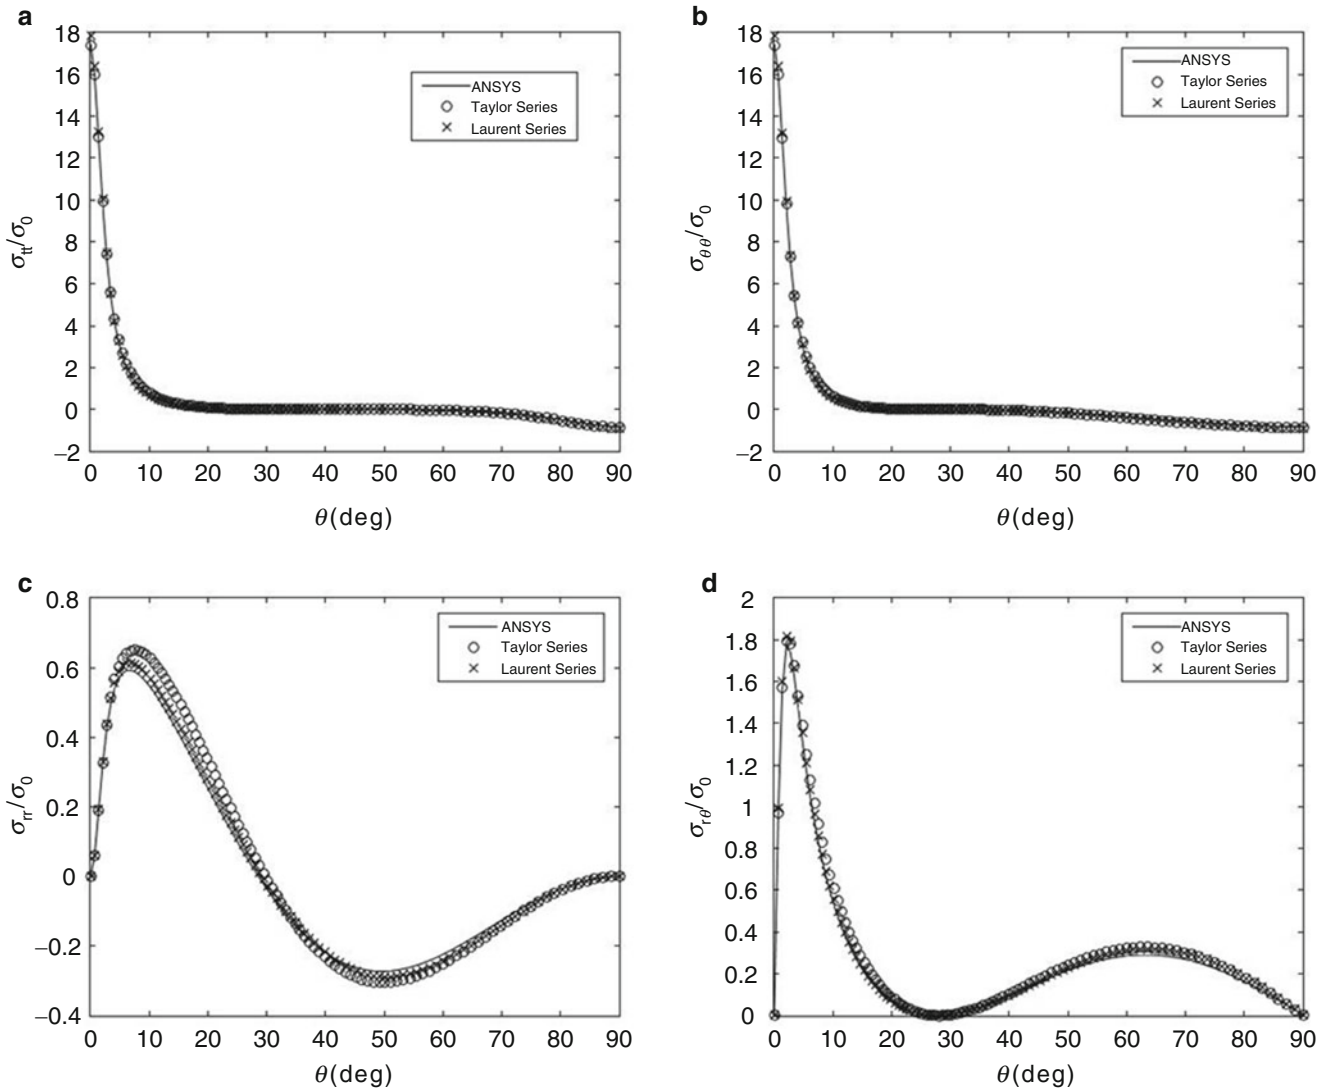 a
18
16
14
12
10
8
6
4
2
0
−2
σtt/σ0
ANSYS
Taylor Series
Laurent Series
0 10 20 30 40 50 60 70 80 90
θ(deg)
b
18
16
14
12
10
8
6
4
2
0
−2
σθθ/σ0
ANSYS
Taylor Series
Laurent Series
0 10 20 30 40 50 60 70 80 90
θ(deg)
c
0.8
0.6
0.4
0.2
0
−0.2
−0.4
σrr/σ0
ANSYS
Taylor Series
Laurent Series
0 10 20 30 40 50 60 70 80 90
θ(deg)
d
2
1.8
1.6
1.4
1.2
1
0.8
0.6
0.4
0.2
0
σrθ/σ0
ANSYS
Taylor Series
Laurent Series
0 10 20 30 40 50 60 70 80 90
θ(deg)